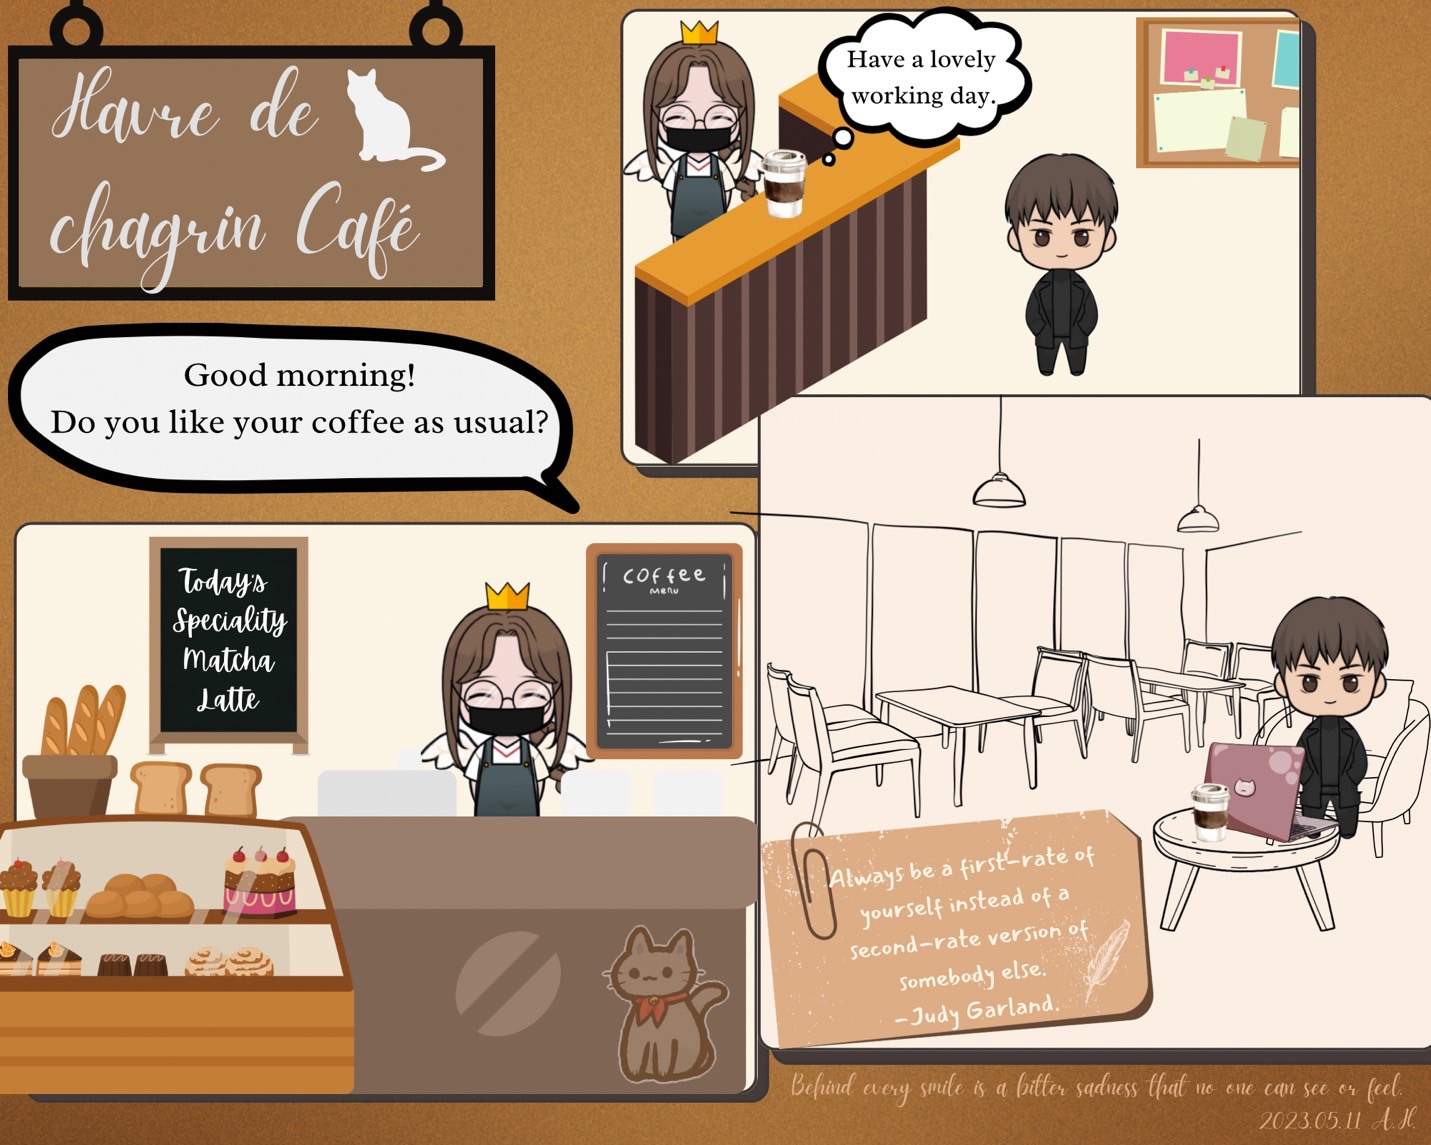 Havre de
chagrin Café
Have a lovely
working day.
Good morning!
Do you like your coffee as usual?
Today's
Speciality
Matcha
Latte
coffee
menu
Always be a first-rate of
yourself instead of a
second-rate version of
somebody else.
-Judy Garland.
Behind every smile is a bitter sadness that no one can see or feel.
2023.05.11 A.H.